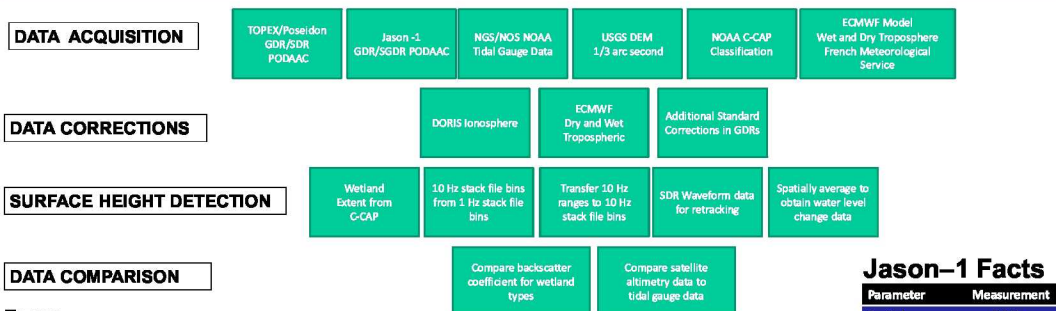 DATA ACQUISITION
TOPEX/Poseidon
GDR/SDR
PODAAC
Jason -1
GDR/SGDR PODAAC
NGS/NOS NOAA
Tidal Gauge Data
USGS DEM
1/3 arc second
NOAA C-CAP
Classification
ECMWF Model
Wet and Dry Troposphere
French Meteorological
Service
DATA CORRECTIONS
DORIS Ionosphere
ECMWF
Dry and Wet
Tropospheric
Additional Standard
Corrections in GDRs
SURFACE HEIGHT DETECTION
Wetland
Extent from
C-CAP
10 Hz stack file bins
from 1 Hz stack file
bins
Transfer 10 Hz
ranges to 10 Hz
stack file bins
SDR Waveform data
for retracking
Spatially average to
obtain water level
change data
DATA COMPARISON
Compare backscatter
coefficient for wetland
types
Compare satellite
altimetry data to
tidal gauge data
Jason–1 Facts
Parameter Measurement